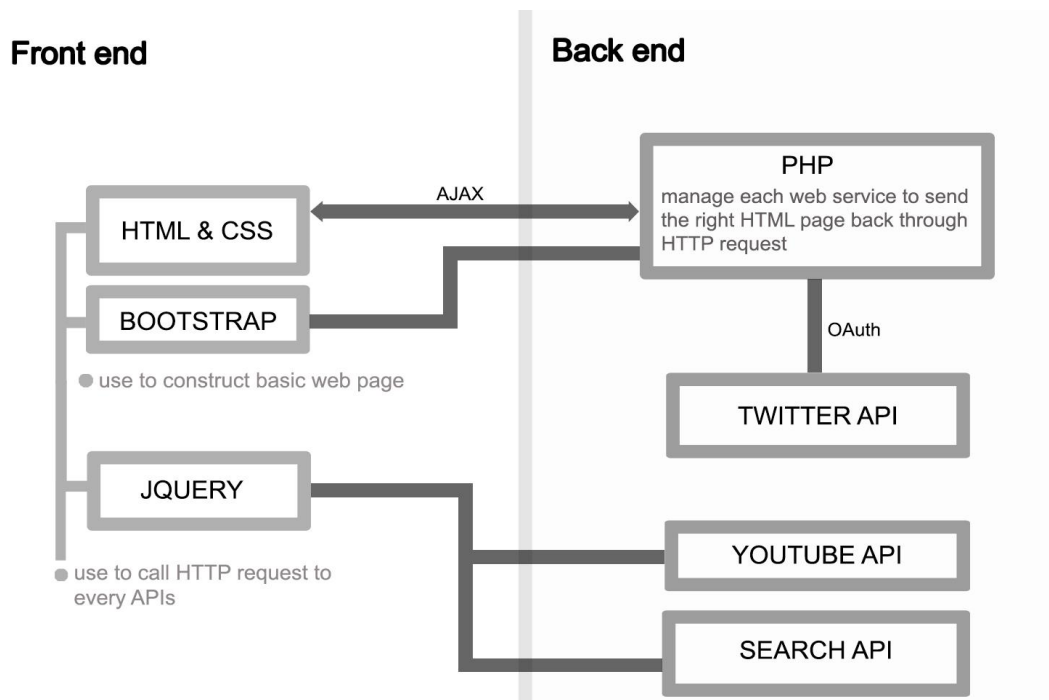 Front end
Back end
PHP
manage each web service to send
the right HTML page back through
HTTP request
AJAX
HTML & CSS
BOOTSTRAP
use to construct basic web page
OAuth
TWITTER API
JQUERY
use to call HTTP request to
every APIs
YOUTUBE API
SEARCH API